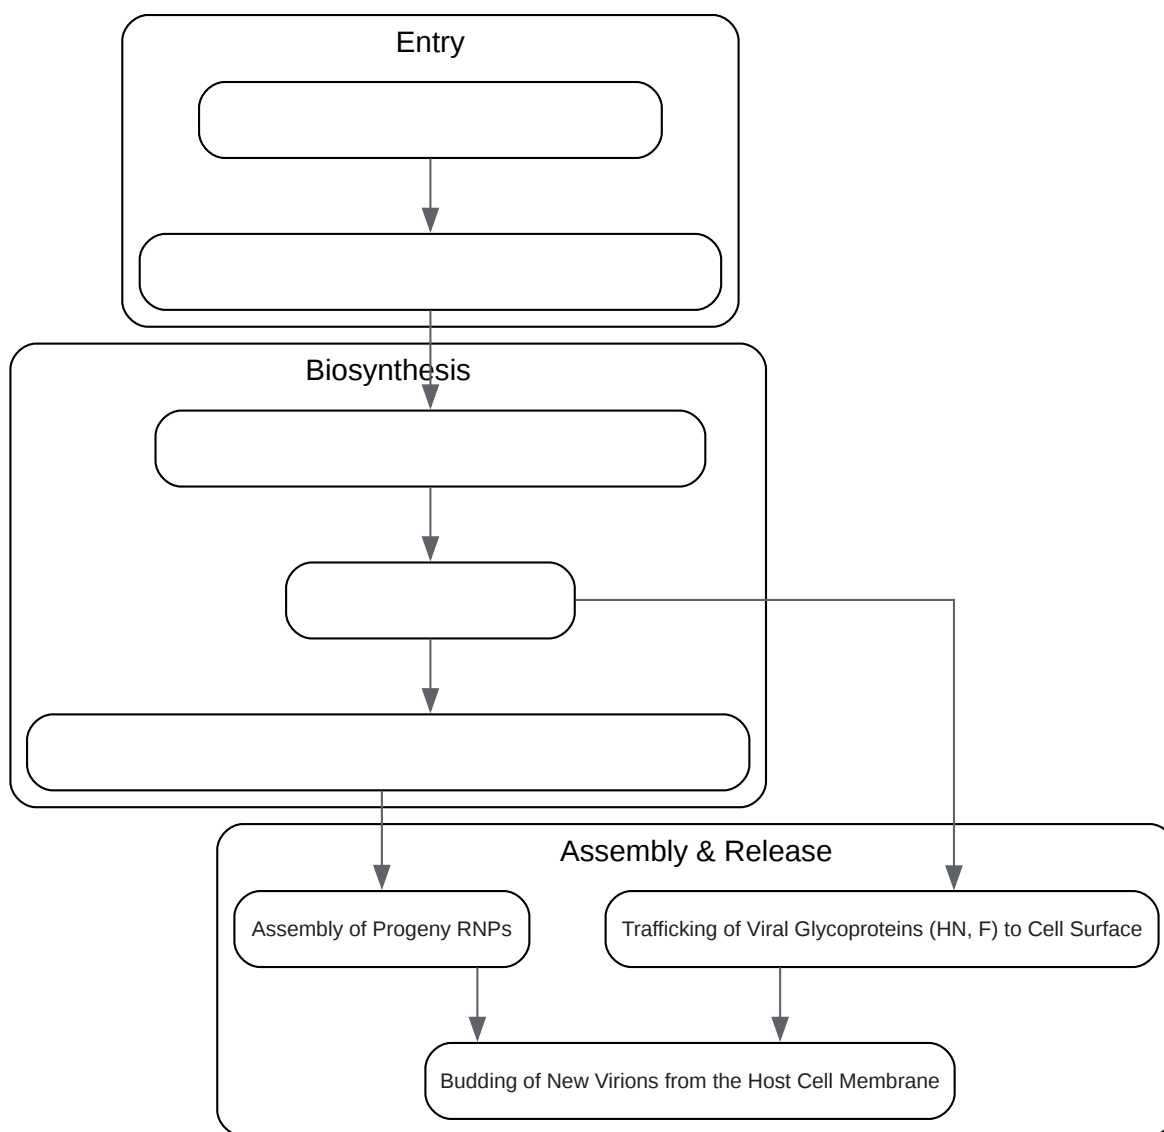 Entry
Biosynthesis
Assembly & Release
Assembly of Progeny RNPs
Trafficking of Viral Glycoproteins (HN, F) to Cell Surface
Budding of New Virions from the Host Cell Membrane